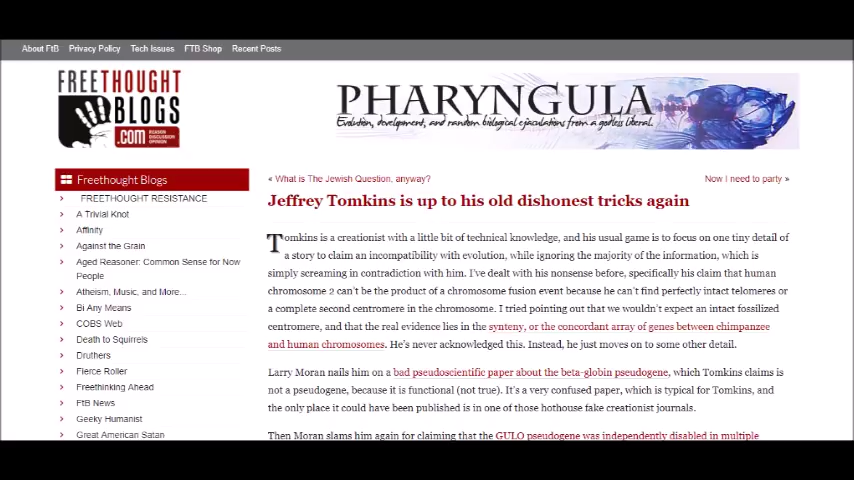 About FtB Privacy Policy Tech Issues FTB Shop Recent Posts
FREETHOUGHT
BLOGS
.COM
REASON
DISCUSSION
OPINION
PHARYNGULA
Evolution, development, and random biological ejaculations from a godless liberal.
Freethought Blogs
FREETHOUGHT RESISTANCE
A Trivial Knot
Affinity
Against the Grain
Aged Reasoner: Common Sense for Now
People
Atheism, Music, and More...
Bi Any Means
COBS Web
Death to Squirrels
Druthers
Fierce Roller
Freethinking Ahead
FtB News
Geeky Humanist
Great American Satan
« What is The Jewish Question, anyway? Now I need to party »
Jeffrey Tomkins is up to his old dishonest tricks again
Tomkins is a creationist with a little bit of technical knowledge, and his usual game is to focus on one tiny detail of
a story to claim an incompatibility with evolution, while ignoring the majority of the information, which is
simply screaming in contradiction with him. I've dealt with his nonsense before, specifically his claim that human
chromosome 2 can't be the product of a chromosome fusion event because he can't find perfectly intact telomeres or
a complete second centromere in the chromosome. I tried pointing out that we wouldn't expect an intact fossilized
centromere, and that the real evidence lies in the synteny, or the concordant array of genes between chimpanzee
and human chromosomes. He's never acknowledged this. Instead, he just moves on to some other detail.
Larry Moran nails him on a bad pseudoscientific paper about the beta-globin pseudogene, which Tomkins claims is
not a pseudogene, because it is functional (not true). It's a very confused paper, which is typical for Tomkins, and
the only place it could have been published is in one of those hothouse fake creationist journals.
Then Moran slams him again for claiming that the GULO pseudogene was independently disabled in multiple